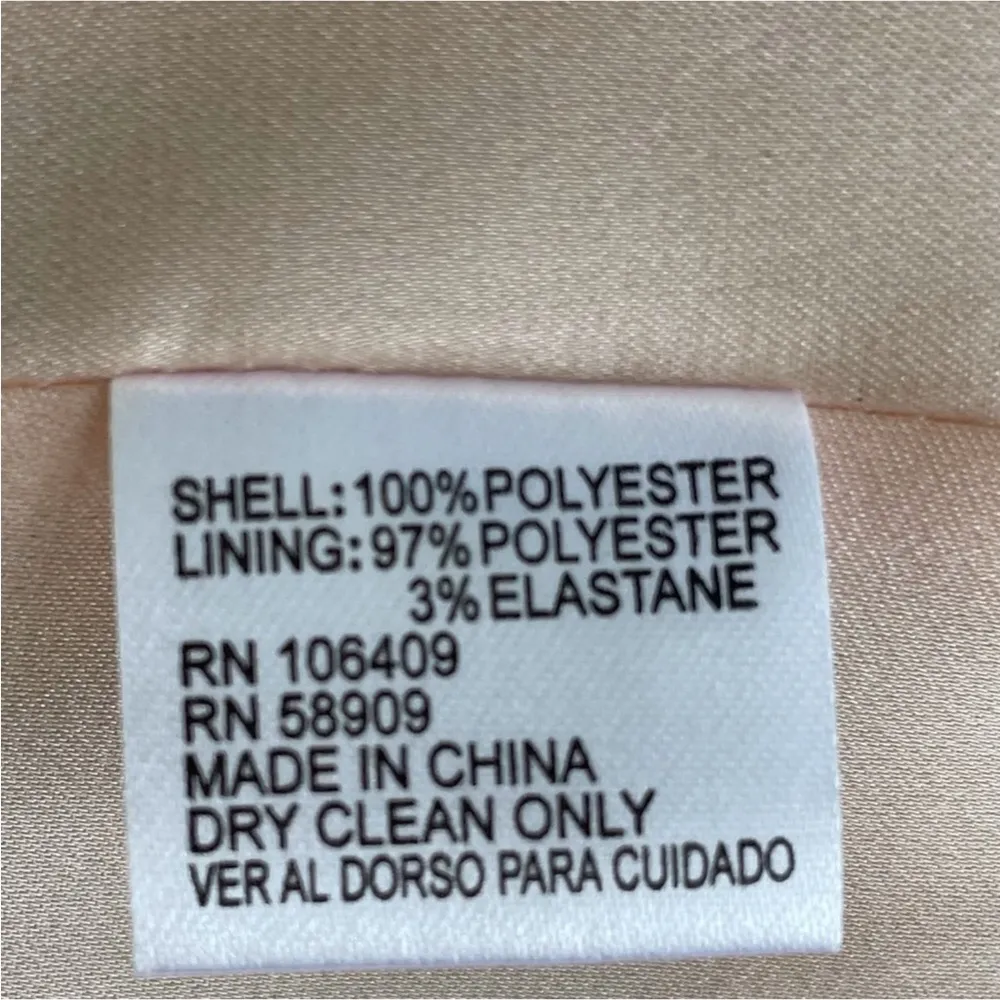 SHELL: 100% POLYESTER
LINING: 97% POLYESTER
3% ELASTANE
RN 106409
RN 58909
MADE IN CHINA
DRY CLEAN ONLY
VER AL DORSO PARA CUIDADO